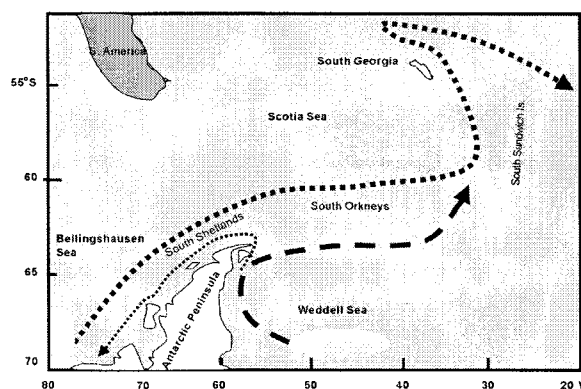 S. America
South Georgia
55°S
Scotia Sea
South Sandwich Is.
60
South Orkneys
South Shetlands
Bellingshausen
Sea
65
Antarctic Peninsula
Weddell Sea
70
80 70 60 50 40 30 20